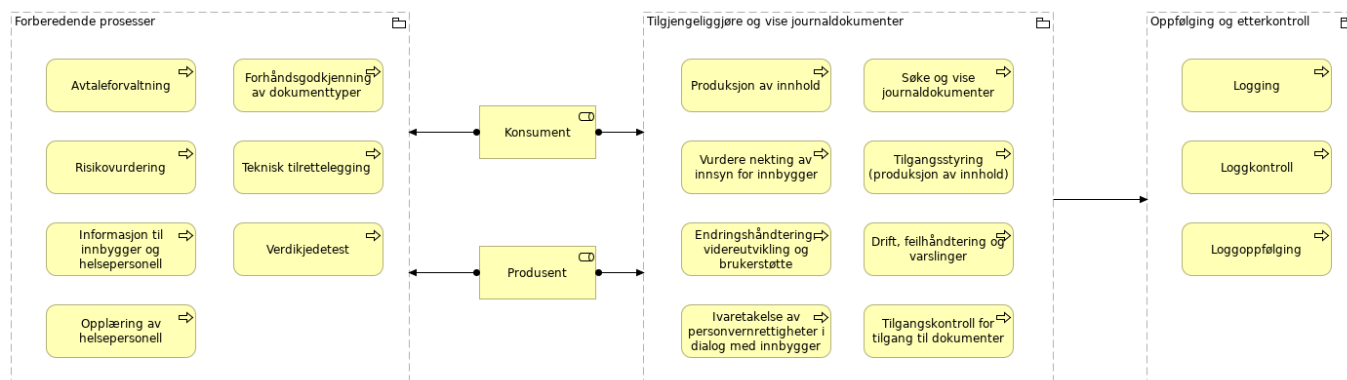 Forberedende prosesser
Avtaleforvaltning
Forhåndsgodkjenning
av dokumenttyper
Risikovurdering
Teknisk tilrettelegging
Informasjon til
innbygger og
helsepersonell
Verdikjedetest
Opplæring av
helsepersonell
Konsument
Produsent
Tilgjengeliggjøre og vise journaldokumenter
Produksjon av innhold
Søke og vise
journaldokumenter
Vurdere nekting av
innsyn for innbygger
Tilgangsstyring
(produksjon av innhold)
Endringshåndtering,
videreutvikling og
brukerstøtte
Drift, feilhåndtering og
varslinger
Ivaretakelse av
personvernrettigheter i
dialog med innbygger
Tilgangskontroll for
tilgang til dokumenter
Oppfølging og etterkontroll
Logging
Loggkontroll
Loggoppfølging